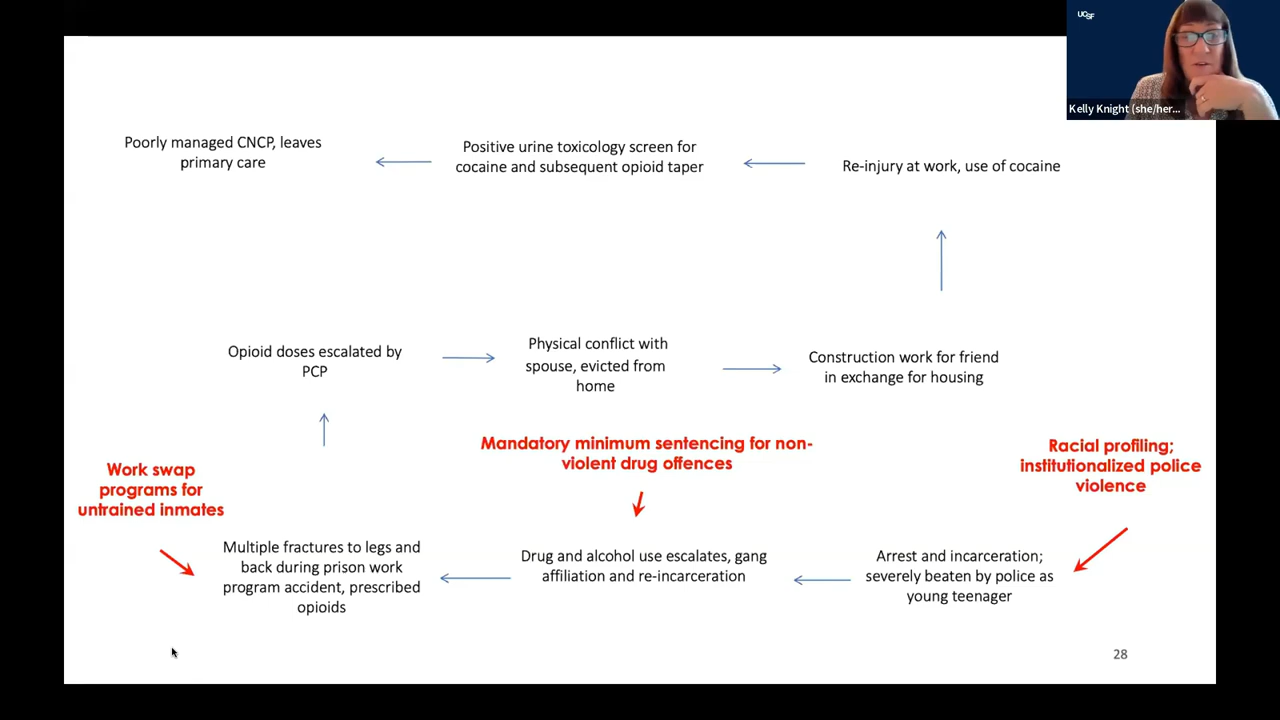 UCSF
Kelly Knight (she/her...
Poorly managed CNCP, leaves
primary care
Positive urine toxicology screen for
cocaine and subsequent opioid taper
Re-injury at work, use of cocaine
Opioid doses escalated by
PCP
Physical conflict with
spouse, evicted from
home
Construction work for friend
in exchange for housing
Work swap
programs for
untrained inmates
Mandatory minimum sentencing for non-
violent drug offences
Racial profiling;
institutionalized police
violence
Multiple fractures to legs and
back during prison work
program accident, prescribed
opioids
Drug and alcohol use escalates, gang
affiliation and re-incarceration
Arrest and incarceration;
severely beaten by police as
young teenager
28